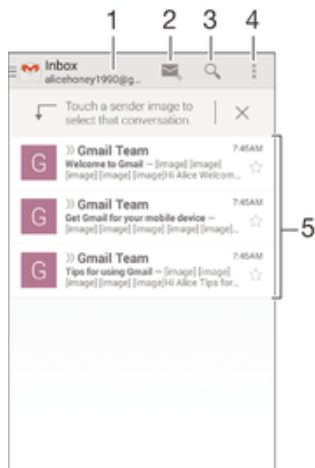 1 2 3 4
Inbox
alicehoney1990@g...
Touch a sender image to
select that conversation.
G Gmail Team 7:45AM
Welcome to Gmail – [image] [image]
[image] [image] [image]Hi Alice Welcom...
G Gmail Team 7:45AM
Get Gmail for your mobile device –
[image] [image] [image] [image] [image]...
G Gmail Team 7:45AM
Tips for using Gmail – [image] [image]
[image] [image] [image]Hi Alice Tips for...
5